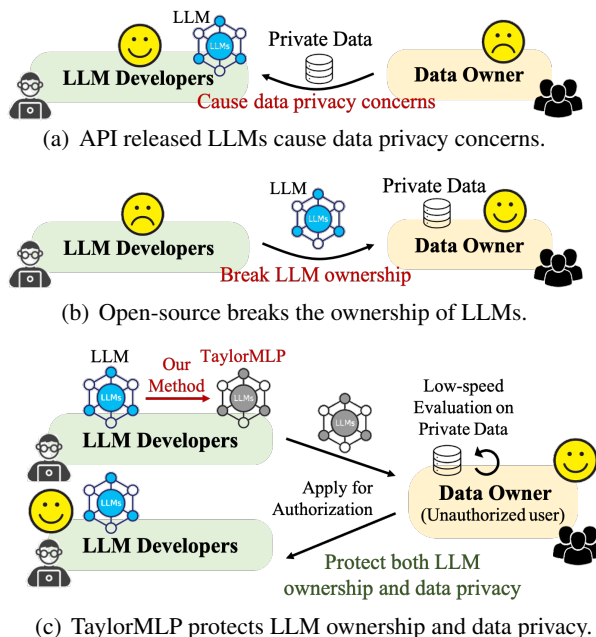 LLM
LLMs
Private Data
LLM Developers
Data Owner
Cause data privacy concerns
(a) API released LLMs cause data privacy concerns.
LLM
LLMs
Private Data
LLM Developers
Data Owner
Break LLM ownership
(b) Open-source breaks the ownership of LLMs.
LLM
Our
Method
TaylorMLP
LLMs
LLMs
LLMs
LLM Developers
Low-speed
Evaluation on
Private Data
Apply for
Authorization
Data Owner
(Unauthorized user)
LLMs
LLM Developers
Protect both LLM
ownership and data privacy
(c) TaylorMLP protects LLM ownership and data privacy.